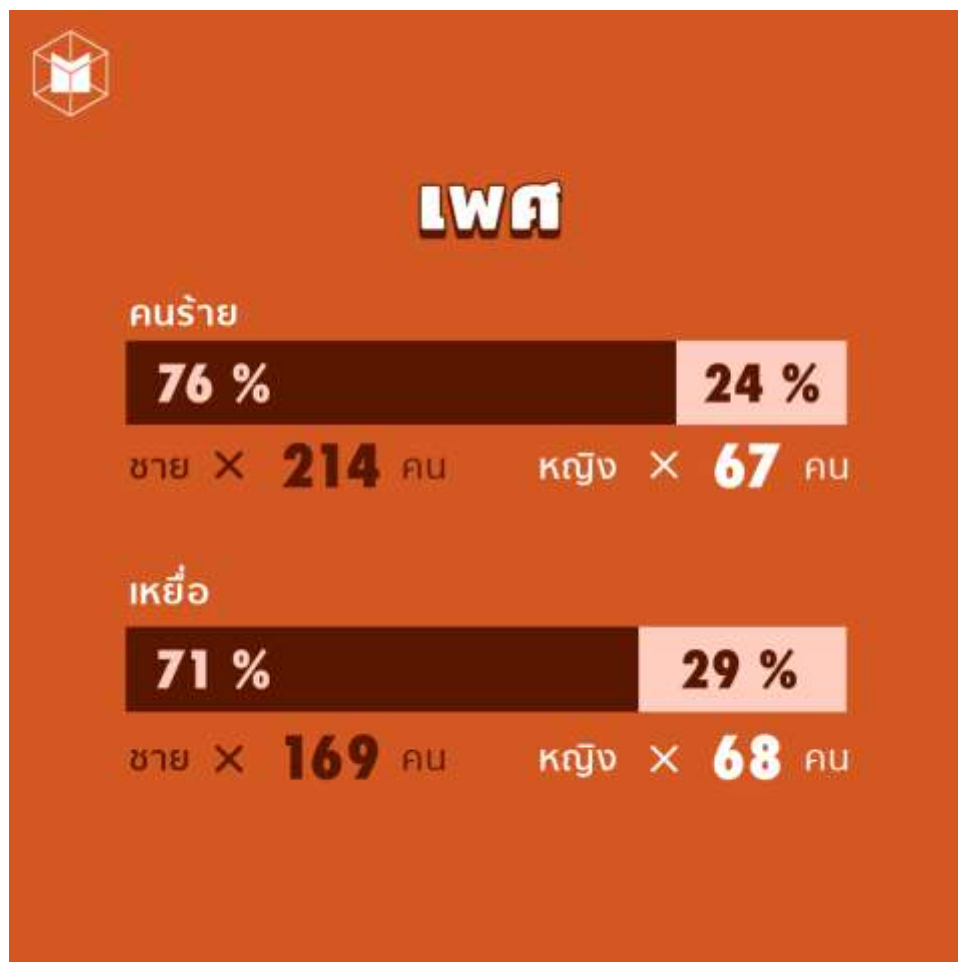 เพศ
คนร้าย
76 % 24 %
ชาย × 214 คน หญิง × 67 คน
เหยื่อ
71 % 29 %
ชาย × 169 คน หญิง × 68 คน